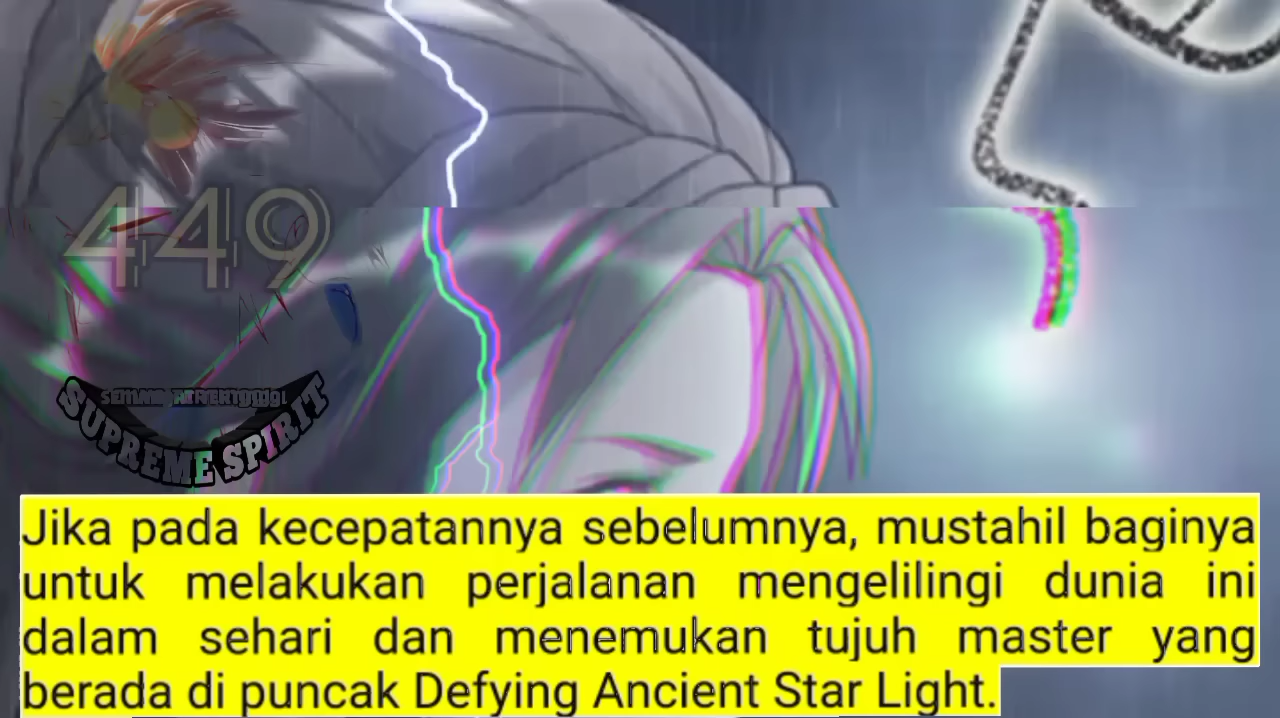 449
SUPREME SPIRIT
Jika pada kecepatannya sebelumnya, mustahil baginya
untuk melakukan perjalanan mengelilingi dunia ini
dalam sehari dan menemukan tujuh master yang
berada di puncak Defying Ancient Star Light.